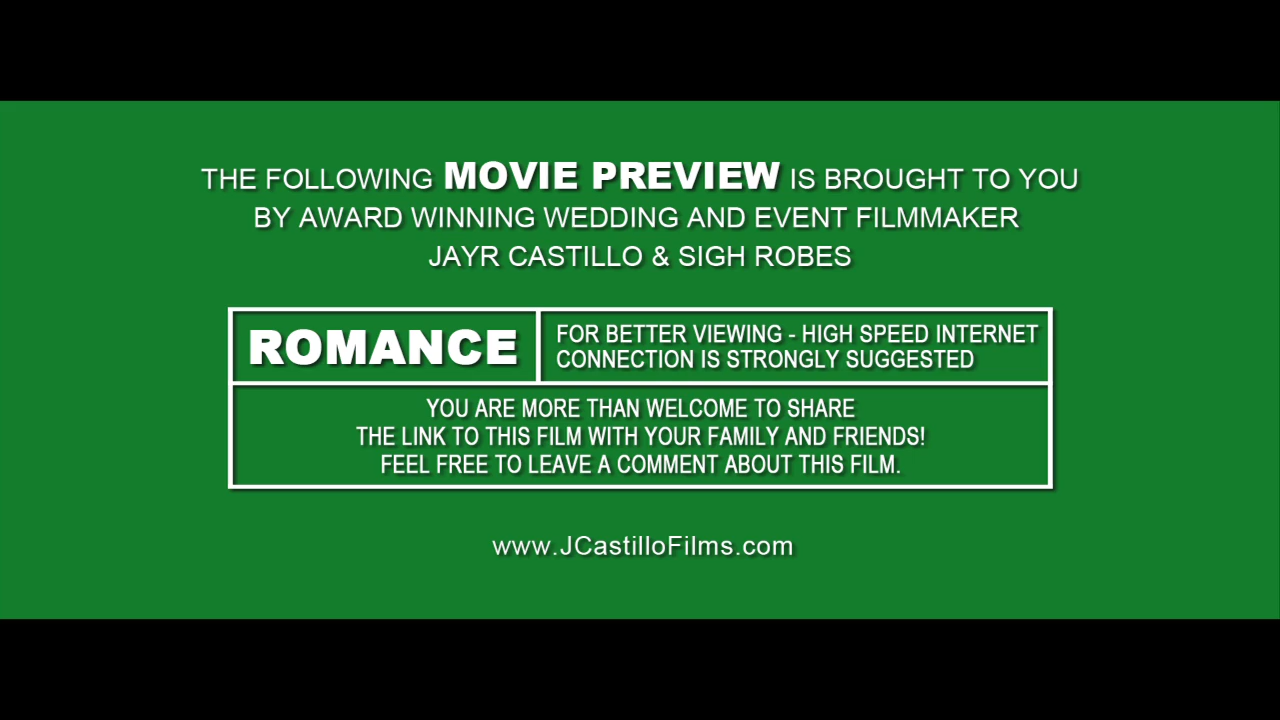 THE FOLLOWING MOVIE PREVIEW IS BROUGHT TO YOU
BY AWARD WINNING WEDDING AND EVENT FILMMAKER
JAYR CASTILLO & SIGH ROBES
ROMANCE
FOR BETTER VIEWING - HIGH SPEED INTERNET
CONNECTION IS STRONGLY SUGGESTED
YOU ARE MORE THAN WELCOME TO SHARE
THE LINK TO THIS FILM WITH YOUR FAMILY AND FRIENDS!
FEEL FREE TO LEAVE A COMMENT ABOUT THIS FILM.
www.JCastilloFilms.com